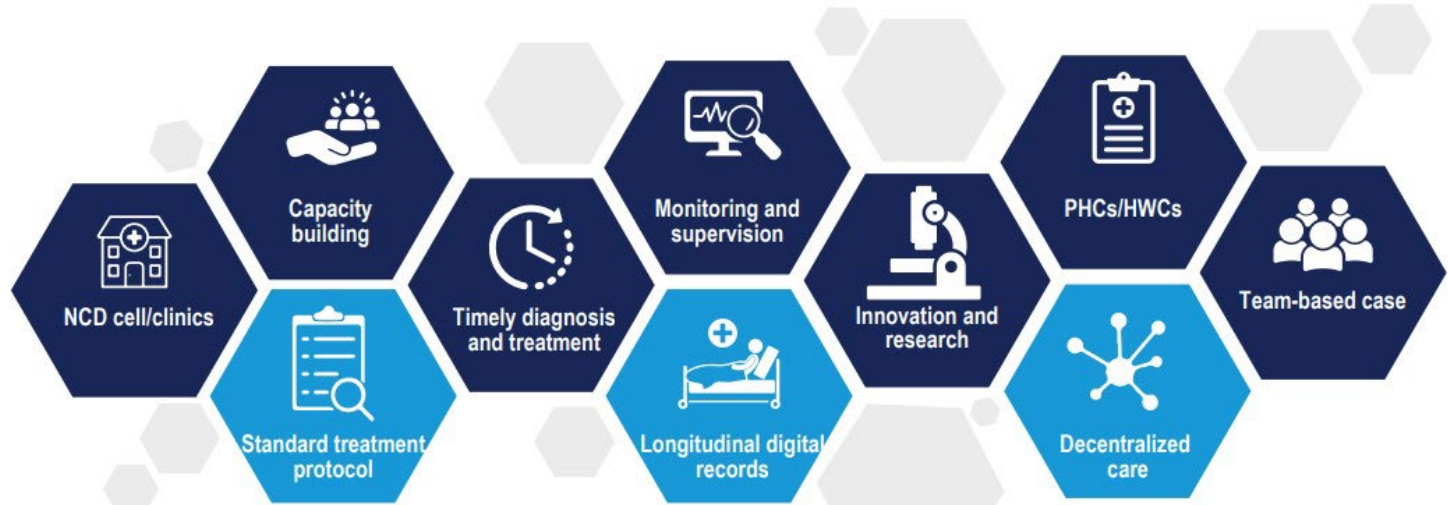 Capacity
building
Monitoring and
supervision
PHCs/HWCs
NCD cell/clinics
Timely diagnosis
and treatment
Innovation and
research
Team-based case
Standard treatment
protocol
Longitudinal digital
records
Decentralized
care